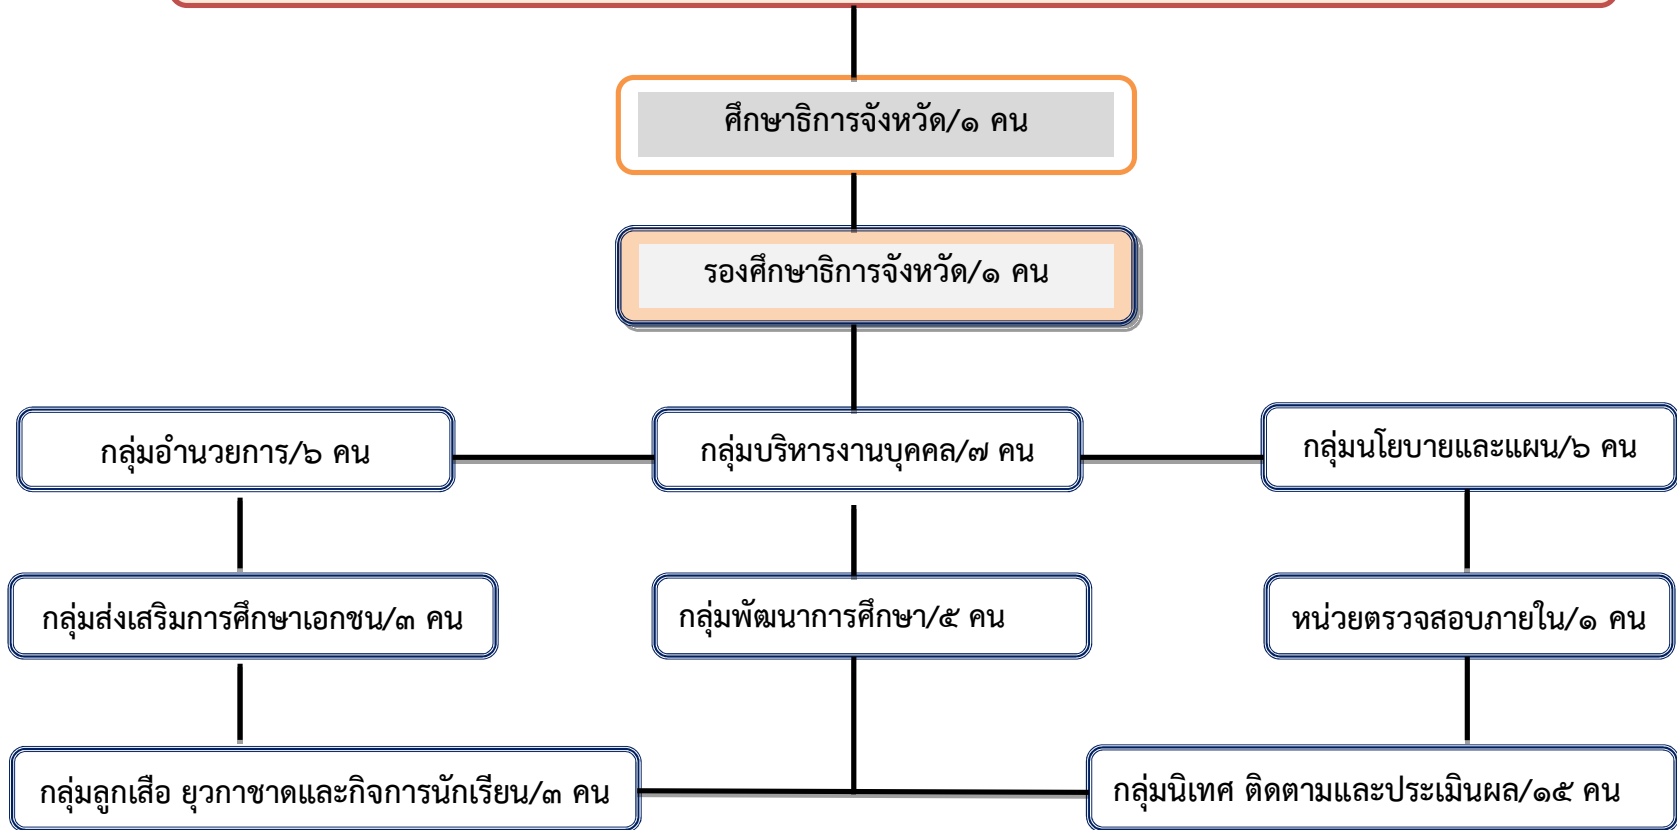 ศึกษาธิการจังหวัด/๑ คน
รองศึกษาธิการจังหวัด/๑ คน
กลุ่มอำนวยการ/๖ คน
กลุ่มบริหารงานบุคคล/๗ คน
กลุ่มนโยบายและแผน/๖ คน
กลุ่มส่งเสริมการศึกษาเอกชน/๓ คน
กลุ่มพัฒนาการศึกษา/๕ คน
หน่วยตรวจสอบภายใน/๑ คน
กลุ่มลูกเสือ ยุวกาชาดและกิจการนักเรียน/๓ คน
กลุ่มนิเทศ ติดตามและประเมินผล/๑๕ คน